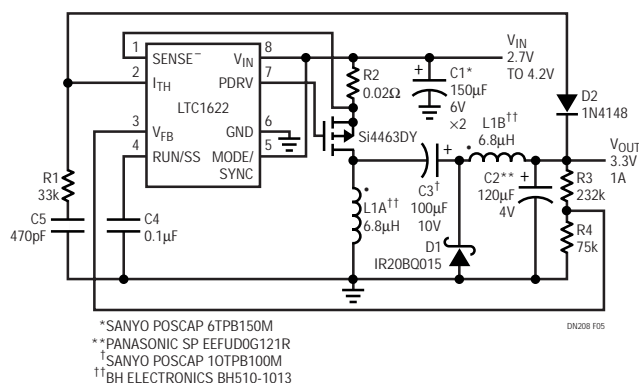 1
SENSE–
2
ITH
3
VFB
4
RUN/SS
LTC1622
VIN
8
PDRV
7
GND
6
MODE/
SYNC
5
R1
33k
C5
470pF
C4
0.1µF
R2
0.02Ω
Si4463DY
L1A††
6.8µH
+
C1*
150µF
6V
×2
VIN
2.7V
TO 4.2V
L1B††
6.8µH
+
C3†
100µF
10V
D1
IR20BQ015
C2**
120µF
4V
+
D2
1N4148
VOUT
3.3V
1A
R3
232k
R4
75k
DN208 F05
*SANYO POSCAP 6TPB150M
**PANASONIC SP EEFUD0G121R
†SANYO POSCAP 10TPB100M
††BH ELECTRONICS BH510-1013